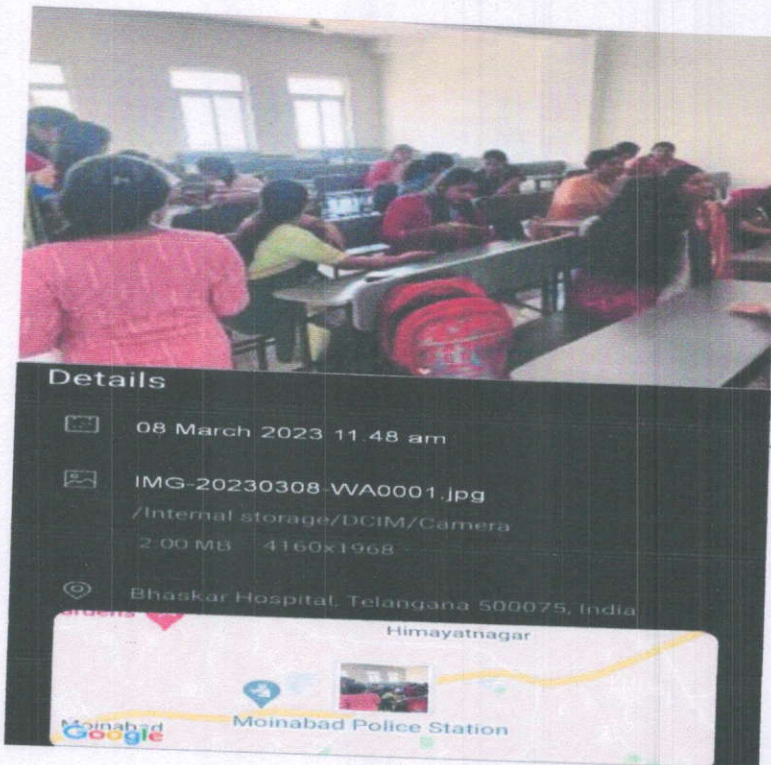 Details
08 March 2023 11.48 am
IMG-20230308-WA0001.jpg
/Internal storage/DCIM/Camera
2.00 MB 4160x1968
Bhaskar Hospital, Telangana 500075, India
Himayatnagar
Moinabad Police Station
Moinabad
Google